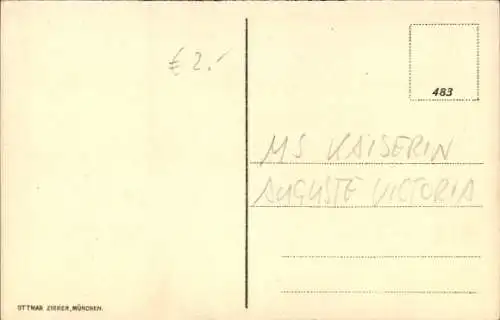 € 2.-
483
MS KAISERIN
AUGUSTE VICTORIA
OTTMAR ZIEHER, MÜNCHEN.